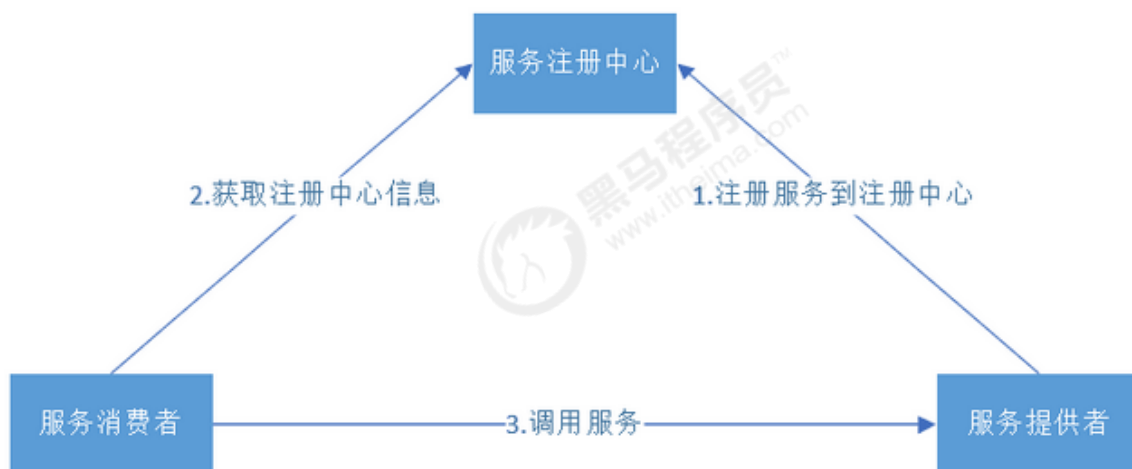 服务注册中心
2.获取注册中心信息
1.注册服务到注册中心
黑马程序员™
www.itheima.com
服务消费者
3.调用服务
服务提供者